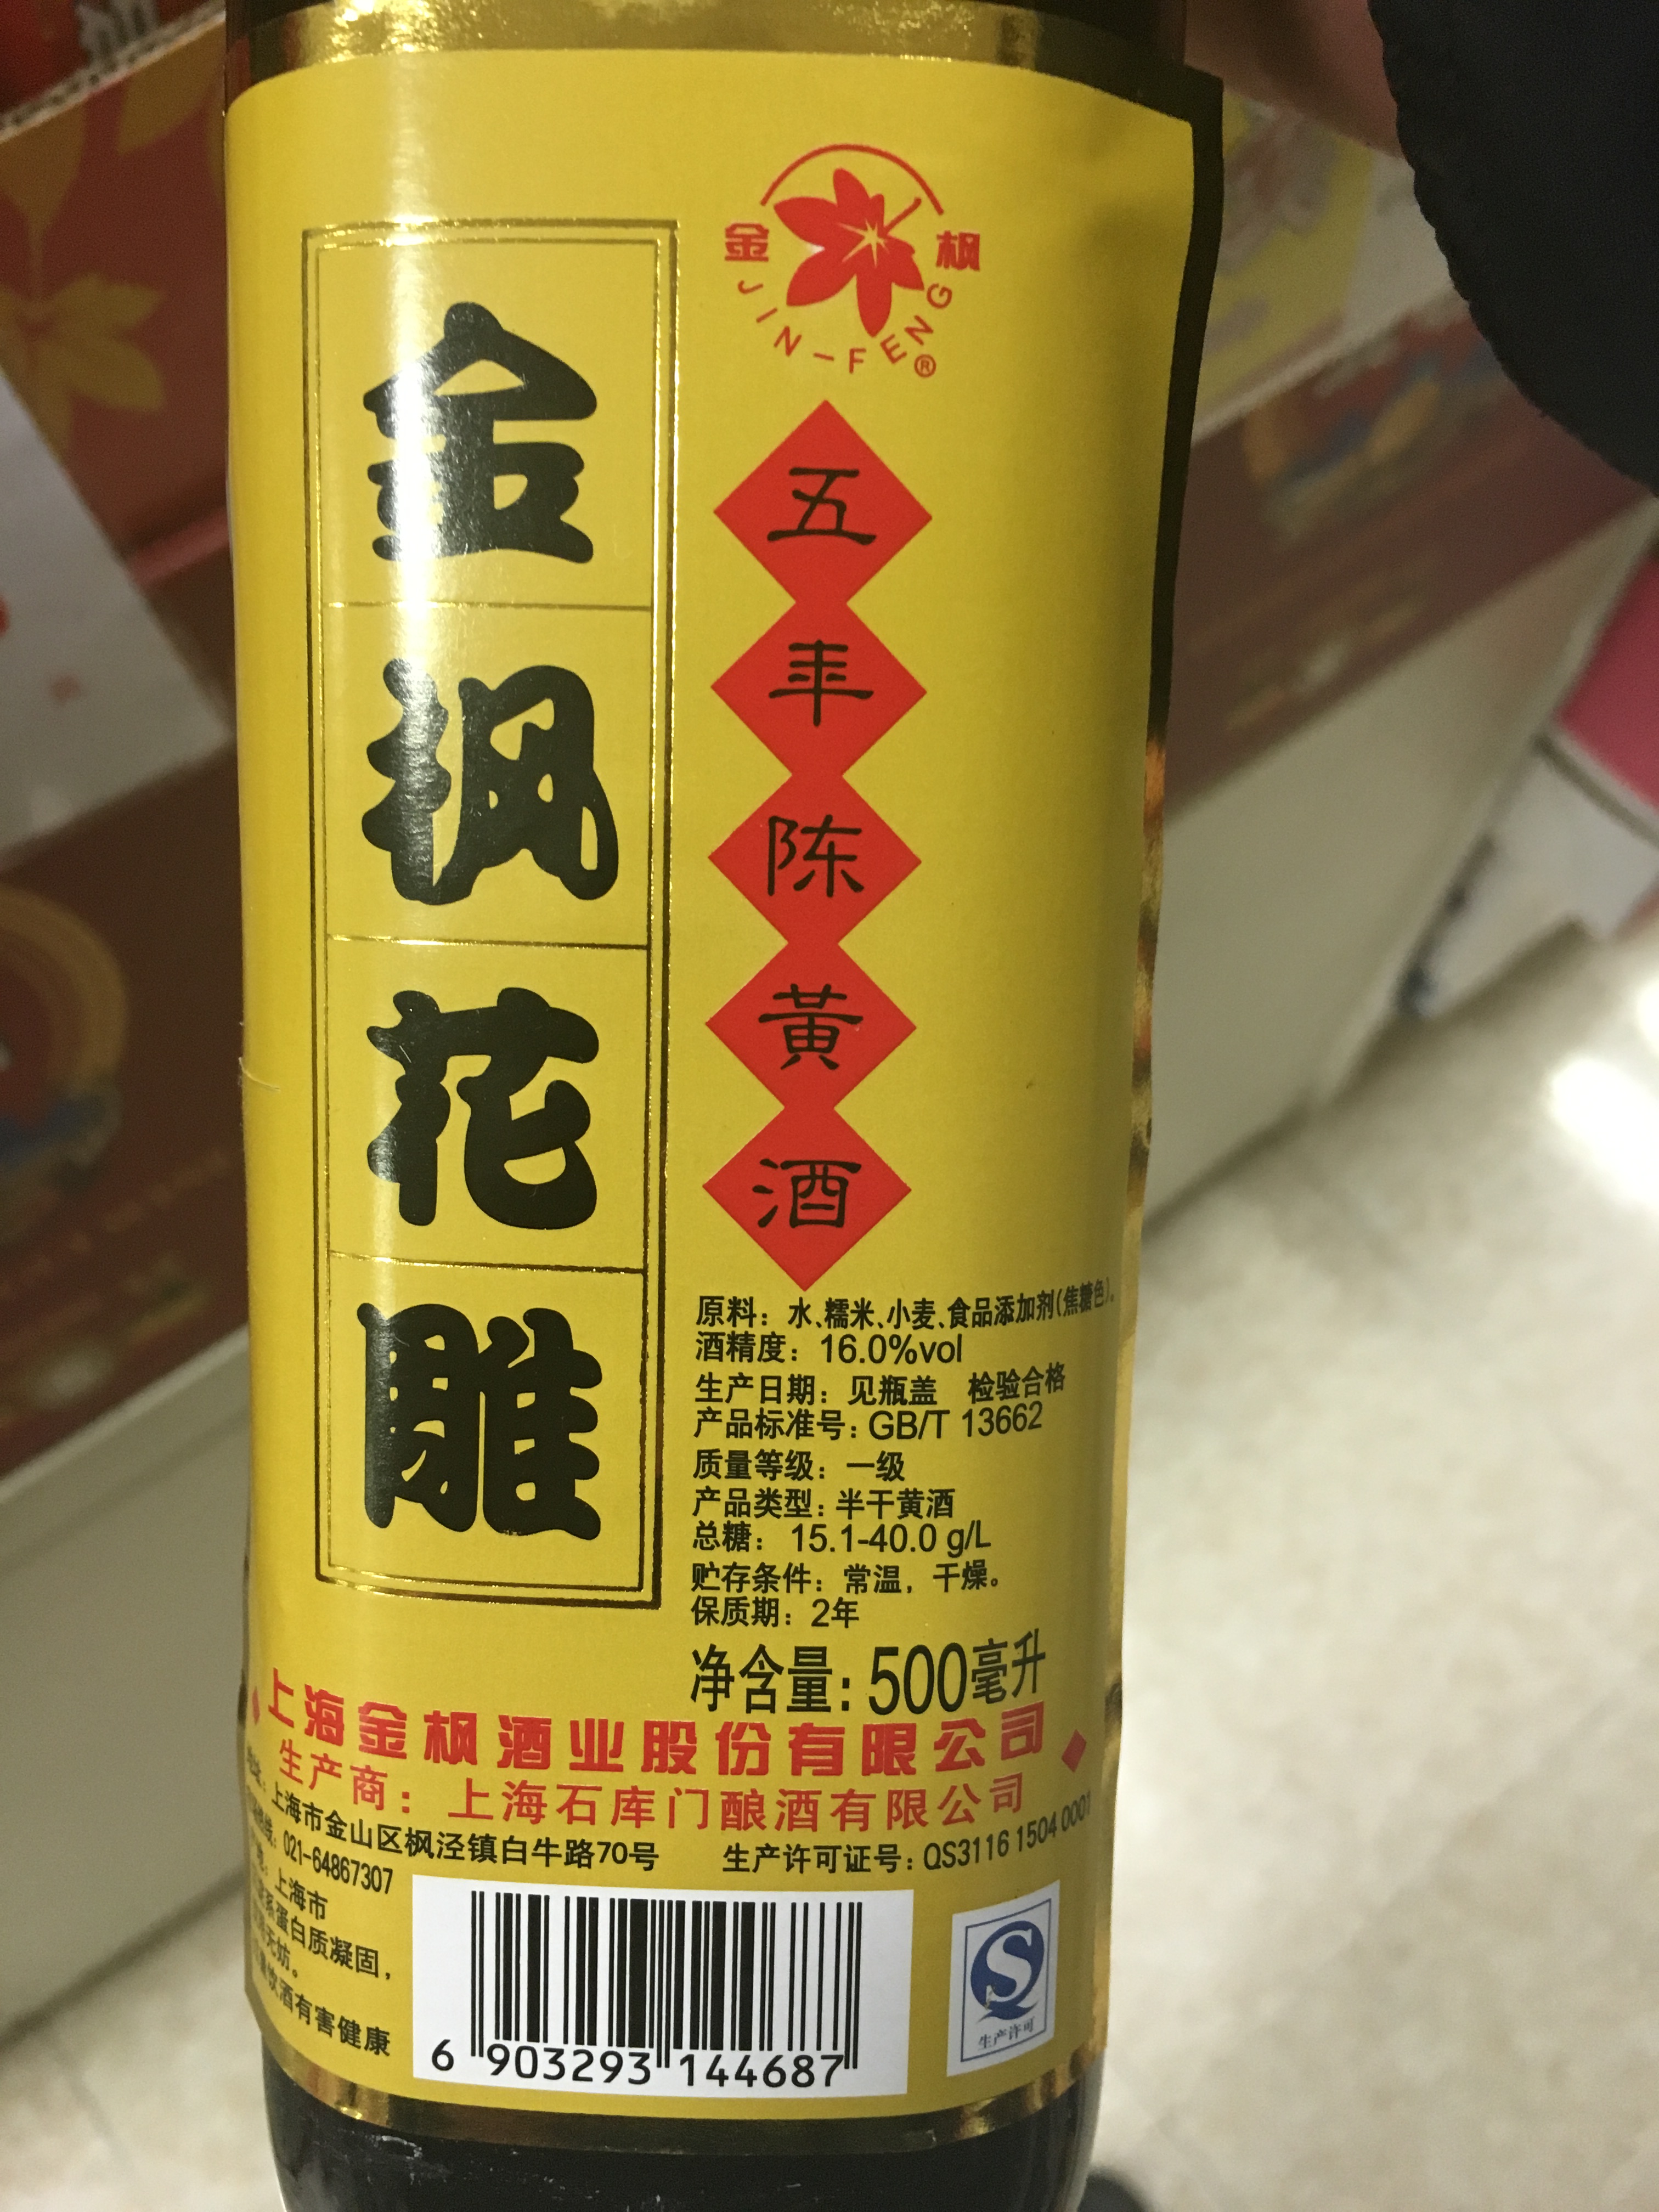 金枫
JIN-FENG®
金枫花雕
五年陈黄酒
原料：水、糯米、小麦、食品添加剂（焦糖色）。
酒精度：16.0%vol
生产日期：见瓶盖 检验合格
产品标准号：GB/T 13662
质量等级：一级
产品类型：半干黄酒
总糖：15.1-40.0 g/L
贮存条件：常温，干燥。
保质期：2年
净含量：500毫升
上海金枫酒业股份有限公司
生产商：上海石库门酿酒有限公司
上海市金山区枫泾镇白牛路70号 生产许可证号：QS3116 1504 0001
021-64867307
上海市
蛋白质凝固，
无妨。
饮酒有害健康
6 903293 144687
生产许可